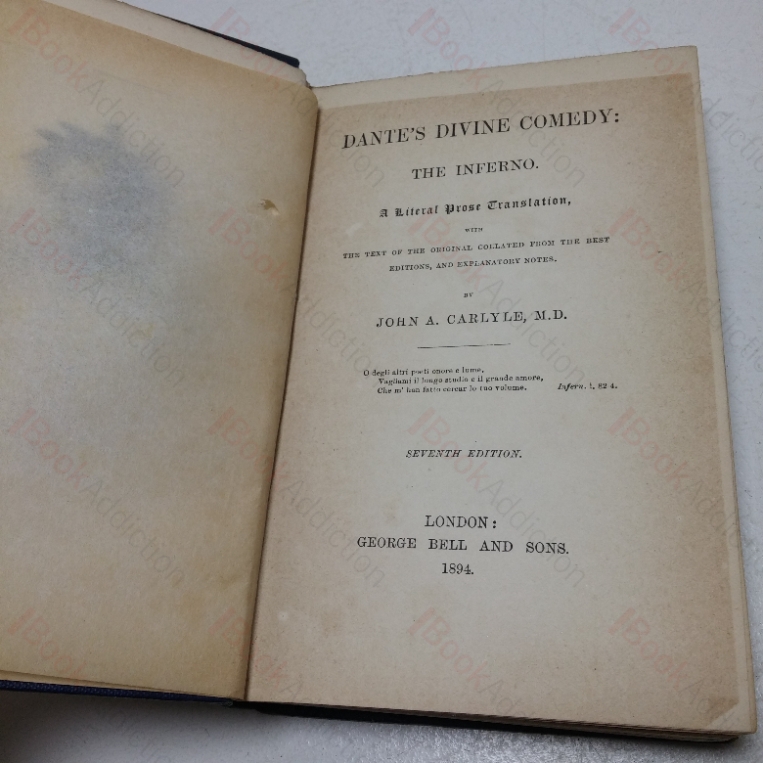 DANTE'S DIVINE COMEDY:
THE INFERNO.
A Literal Prose Translation,
WITH
THE TEXT OF THE ORIGINAL COLLATED FROM THE BEST
EDITIONS, AND EXPLANATORY NOTES.
BY
JOHN A. CARLYLE, M.D.
O degli altri poeti onore e lume,
Vagliami il lungo studio e il grande amore,
Che m' han fatto cercar lo tuo volume. Infern. i. 82-4.
SEVENTH EDITION.
LONDON:
GEORGE BELL AND SONS.
1894.
BookAddiction